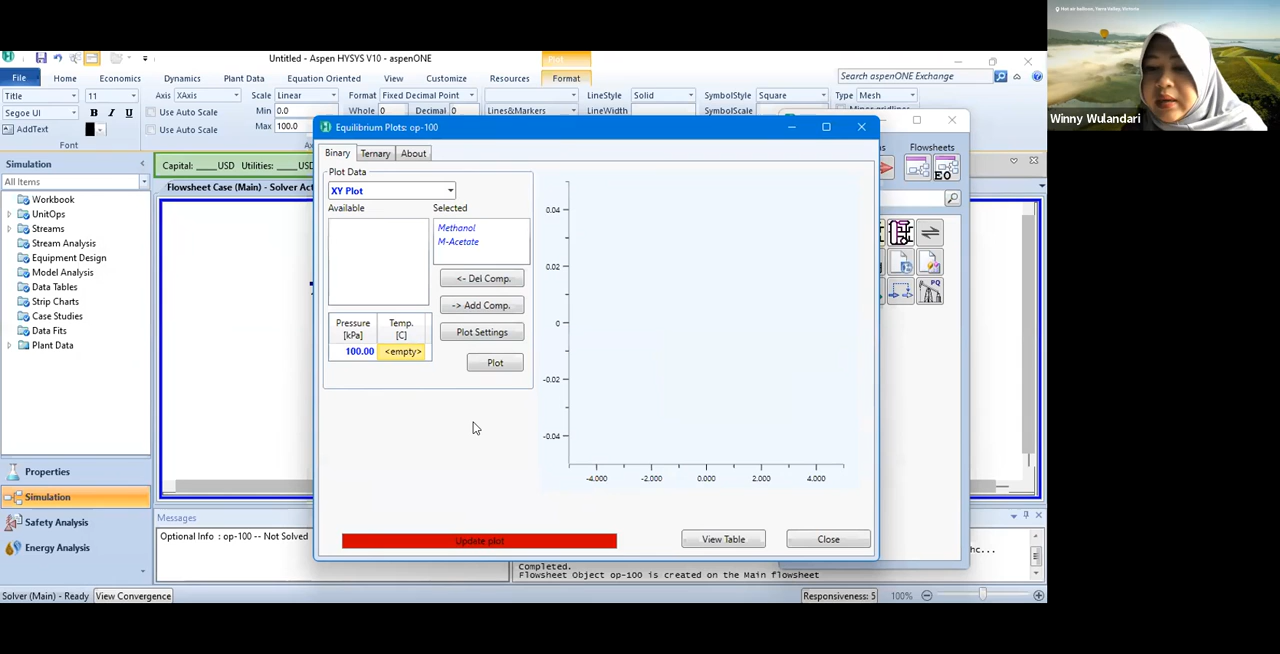 Hot air balloon, Yarra Valley, Victoria
Winny Wulandari
Untitled - Aspen HYSYS V10 - aspenONE
Plot
File
Home
Economics
Dynamics
Plant Data
Equation Oriented
View
Customize
Resources
Format
Search aspenONE Exchange
Title
11
Segoe UI
B
I
U
AddText
Font
Axis
XAxis
Use Auto Scale
Use Auto Scale
Scale
Linear
Min
0.0
Max
100.0
Format
Fixed Decimal Point
Whole
0
Decimal
0
Lines&Markers
LineStyle
Solid
LineWidth
SymbolStyle
Square
SymbolScale
Type
Mesh
Simulation
All Items
Workbook
UnitOps
Streams
Stream Analysis
Equipment Design
Model Analysis
Data Tables
Strip Charts
Case Studies
Data Fits
Plant Data
Properties
Simulation
Safety Analysis
Energy Analysis
Capital: ____USD Utilities:
Flowsheet Case (Main) - Solver Act
Equilibrium Plots: op-100
Binary
Ternary
About
Plot Data
XY Plot
Available
Selected
Methanol
M-Acetate
<- Del Comp.
-> Add Comp.
Plot Settings
Plot
Pressure
[kPa]
Temp.
[C]
100.00
<empty>
0.04
0.02
0
-0.02
-0.04
-4.000
-2.000
0.000
2.000
4.000
Update plot
View Table
Close
Flowsheets
EO
PQ
Messages
Optional Info : op-100 -- Not Solved
Completed.
Flowsheet Object op-100 is created on the Main flowsheet
Solver (Main) - Ready
View Convergence
Responsiveness: 5
100%